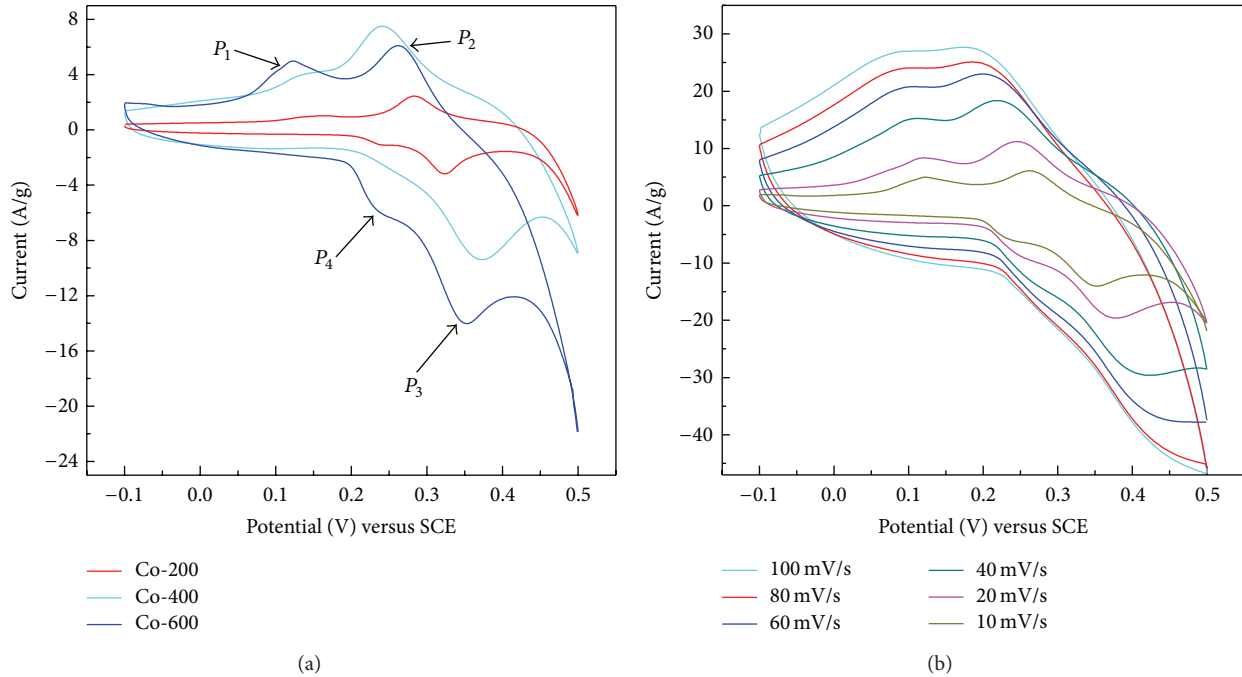 8
4
0
−4
−8
−12
−16
−20
−24
Current (A/g)
P1
P2
P4
P3
−0.1 0.0 0.1 0.2 0.3 0.4 0.5
Potential (V) versus SCE
Co-200
Co-400
Co-600
(a)
30
20
10
0
−10
−20
−30
−40
Current (A/g)
−0.1 0.0 0.1 0.2 0.3 0.4 0.5
Potential (V) versus SCE
100 mV/s
80 mV/s
60 mV/s
40 mV/s
20 mV/s
10 mV/s
(b)